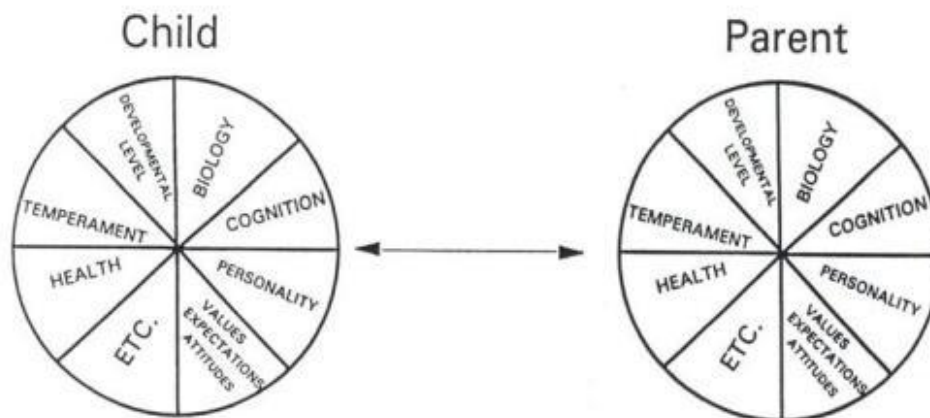 Child
DEVELOPMENTAL
LEVEL
BIOLOGY
COGNITION
PERSONALITY
VALUES
EXPECTATIONS
ATTITUDES
ETC.
HEALTH
TEMPERAMENT
Parent
DEVELOPMENTAL
LEVEL
BIOLOGY
COGNITION
PERSONALITY
VALUES
EXPECTATIONS
ATTITUDES
ETC.
HEALTH
TEMPERAMENT